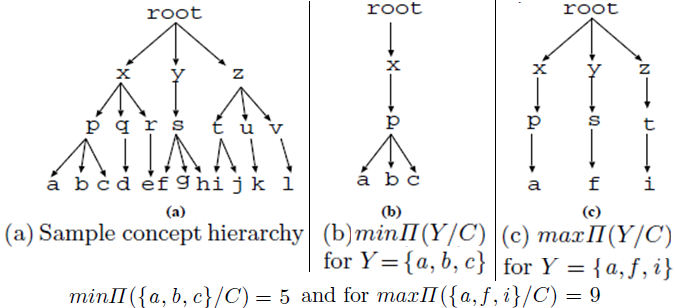 root
x y z
p q r s t u v
a b c d e f g h i j k l
(a)
(a) Sample concept hierarchy
root
x
p
a b c
(b)
(b) minΠ(Y/C)
for Y={a, b, c}
root
x y z
p s t
a f i
(c)
(c) maxΠ(Y/C)
for Y = {a, f, i}
minΠ({a, b, c}/C) = 5 and for maxΠ({a, f, i}/C) = 9